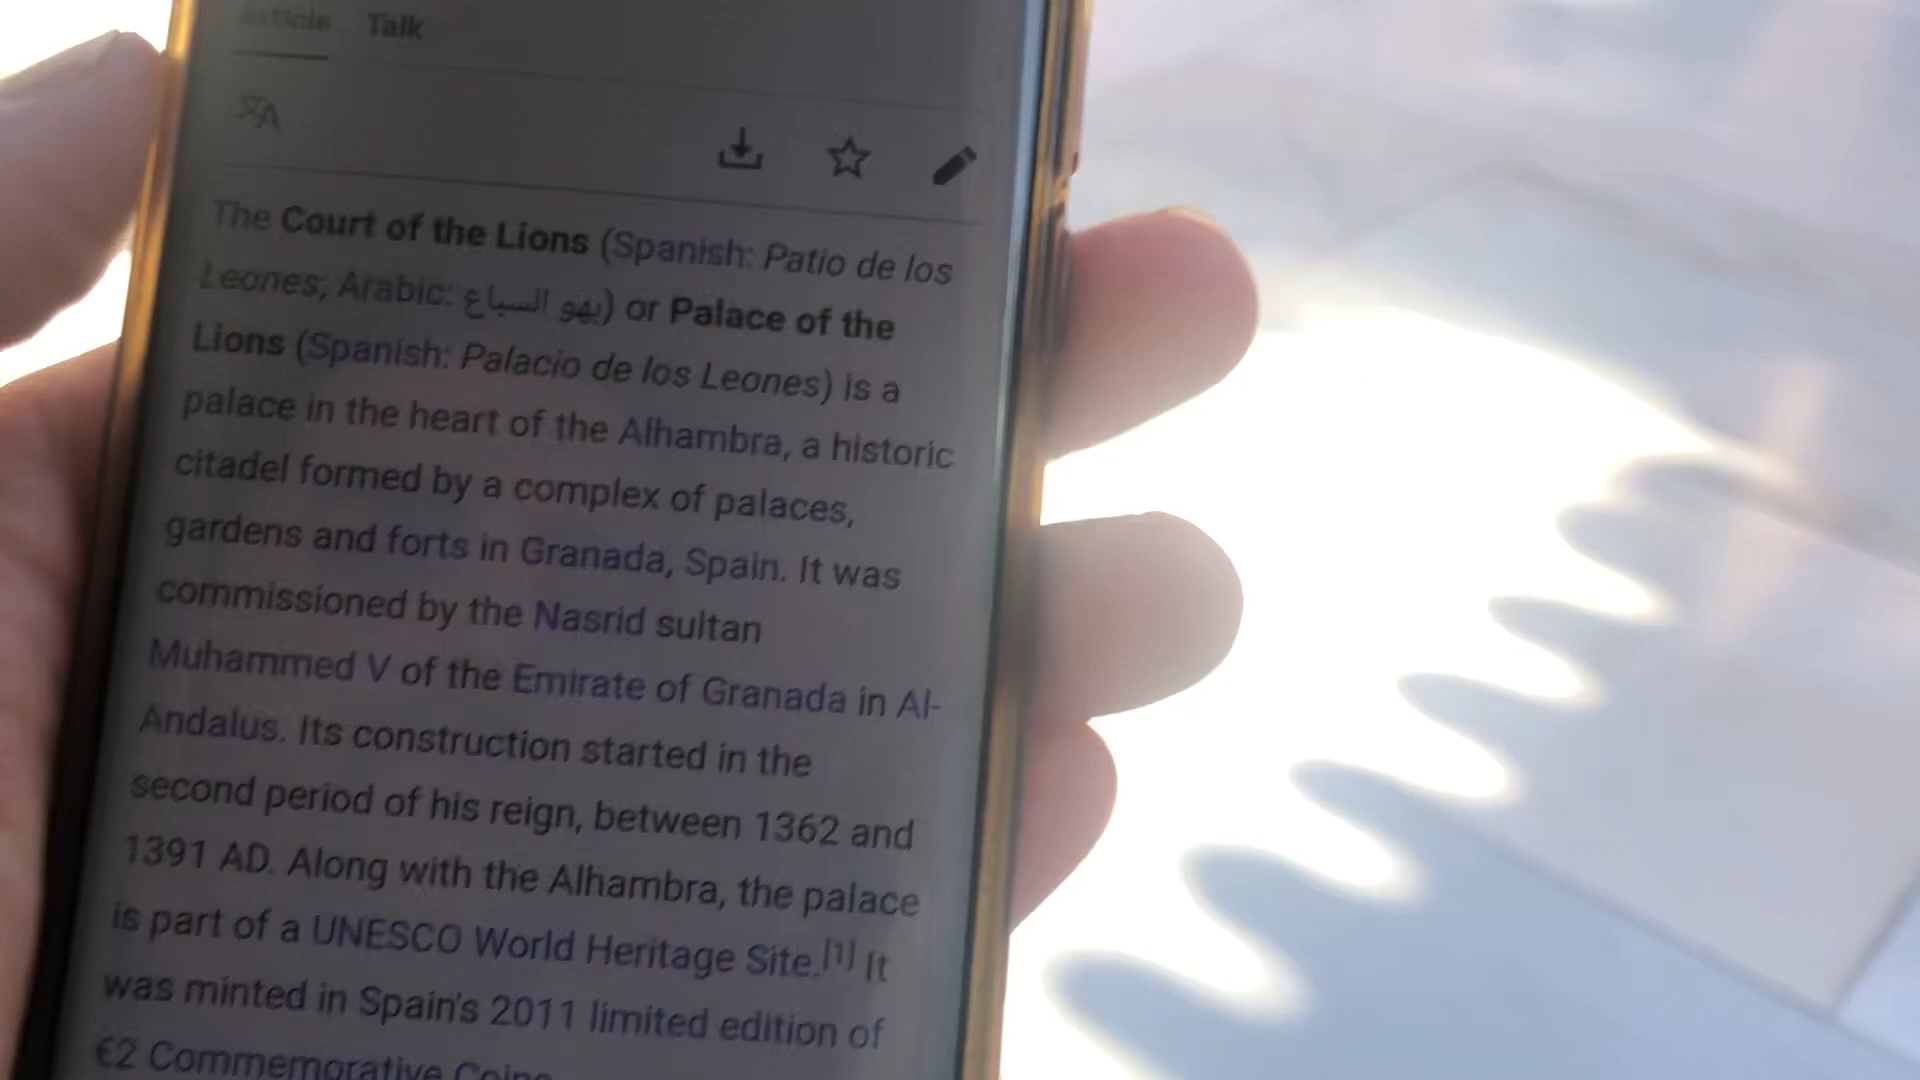 Article Talk
The Court of the Lions (Spanish: Patio de los
Leones; Arabic: بهو السباع) or Palace of the
Lions (Spanish: Palacio de los Leones) is a
palace in the heart of the Alhambra, a historic
citadel formed by a complex of palaces,
gardens and forts in Granada, Spain. It was
commissioned by the Nasrid sultan
Muhammed V of the Emirate of Granada in Al-
Andalus. Its construction started in the
second period of his reign, between 1362 and
1391 AD. Along with the Alhambra, the palace
is part of a UNESCO World Heritage Site.[1] It
was minted in Spain's 2011 limited edition of
€2 Commemorative Coins